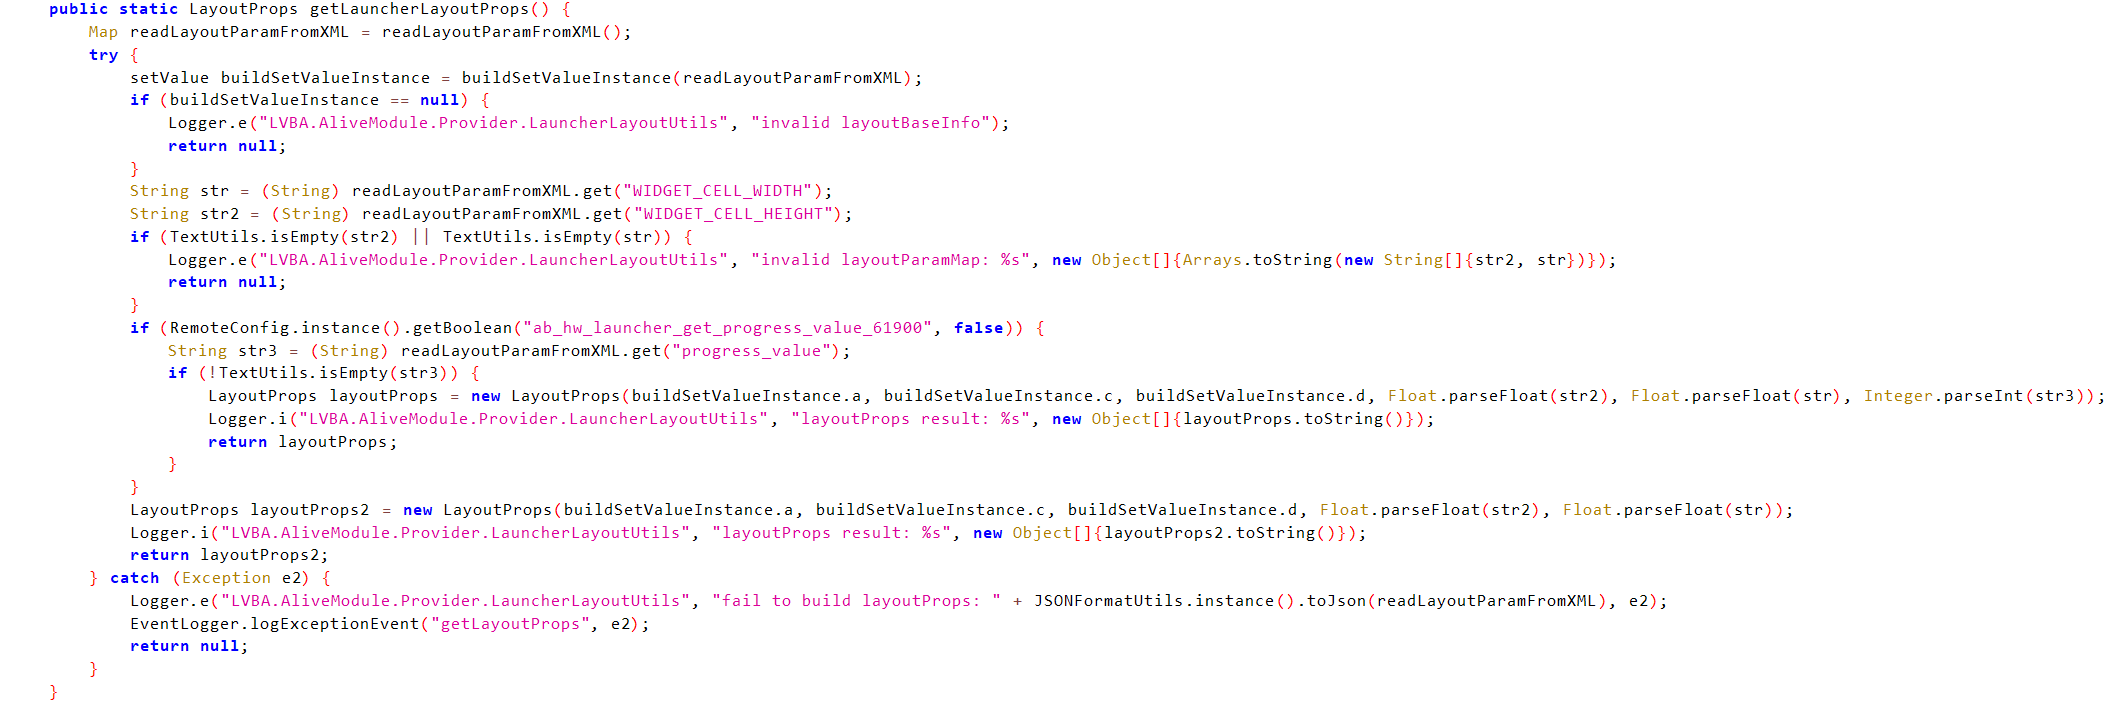 public static LayoutProps getLauncherLayoutProps() {
Map readLayoutParamFromXML = readLayoutParamFromXML();
try {
setValue buildSetValueInstance = buildSetValueInstance(readLayoutParamFromXML);
if (buildSetValueInstance == null) {
Logger.e("LVBA.AliveModule.Provider.LauncherLayoutUtils", "invalid layoutBaseInfo");
return null;
}
String str = (String) readLayoutParamFromXML.get("WIDGET_CELL_WIDTH");
String str2 = (String) readLayoutParamFromXML.get("WIDGET_CELL_HEIGHT");
if (TextUtils.isEmpty(str2) || TextUtils.isEmpty(str)) {
Logger.e("LVBA.AliveModule.Provider.LauncherLayoutUtils", "invalid layoutParamMap: %s", new Object[]{Arrays.toString(new String[]{str2, str})});
return null;
}
if (RemoteConfig.instance().getBoolean("ab_hw_launcher_get_progress_value_61900", false)) {
String str3 = (String) readLayoutParamFromXML.get("progress_value");
if (!TextUtils.isEmpty(str3)) {
LayoutProps layoutProps = new LayoutProps(buildSetValueInstance.a, buildSetValueInstance.c, buildSetValueInstance.d, Float.parseFloat(str2), Float.parseFloat(str), Integer.parseInt(str3));
Logger.i("LVBA.AliveModule.Provider.LauncherLayoutUtils", "layoutProps result: %s", new Object[]{layoutProps.toString()});
return layoutProps;
}
}
LayoutProps layoutProps2 = new LayoutProps(buildSetValueInstance.a, buildSetValueInstance.c, buildSetValueInstance.d, Float.parseFloat(str2), Float.parseFloat(str));
Logger.i("LVBA.AliveModule.Provider.LauncherLayoutUtils", "layoutProps result: %s", new Object[]{layoutProps2.toString()});
return layoutProps2;
} catch (Exception e2) {
Logger.e("LVBA.AliveModule.Provider.LauncherLayoutUtils", "fail to build layoutProps: " + JSONFormatUtils.instance().toJson(readLayoutParamFromXML), e2);
EventLogger.logExceptionEvent("getLayoutProps", e2);
return null;
}
}